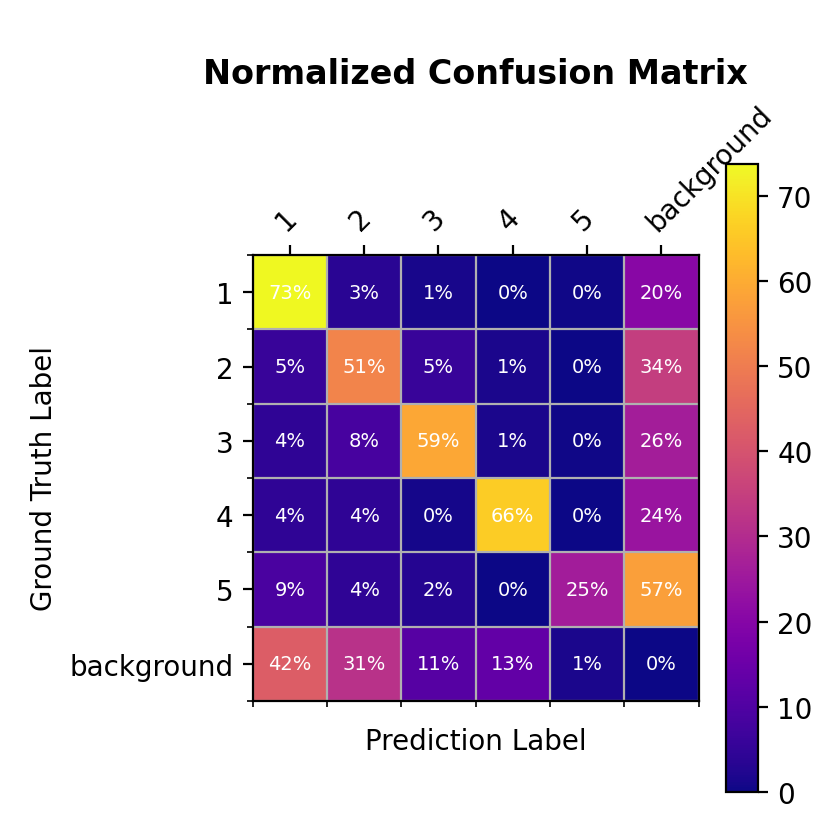 Normalized Confusion Matrix
1 2 3 4 5 background
1 73% 3% 1% 0% 0% 20%
2 5% 51% 5% 1% 0% 34%
3 4% 8% 59% 1% 0% 26%
4 4% 4% 0% 66% 0% 24%
5 9% 4% 2% 0% 25% 57%
background 42% 31% 11% 13% 1% 0%
Ground Truth Label
Prediction Label
70
60
50
40
30
20
10
0